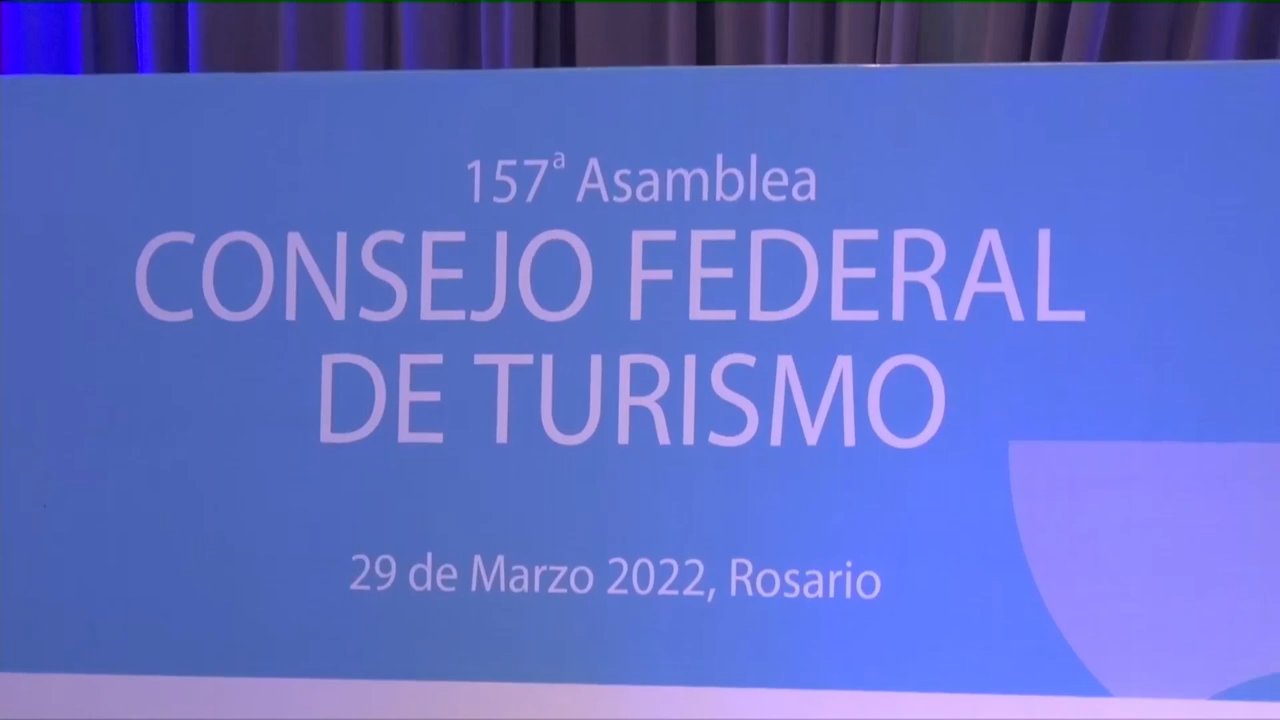 157ª Asamblea
CONSEJO FEDERAL
DE TURISMO
29 de Marzo 2022, Rosario